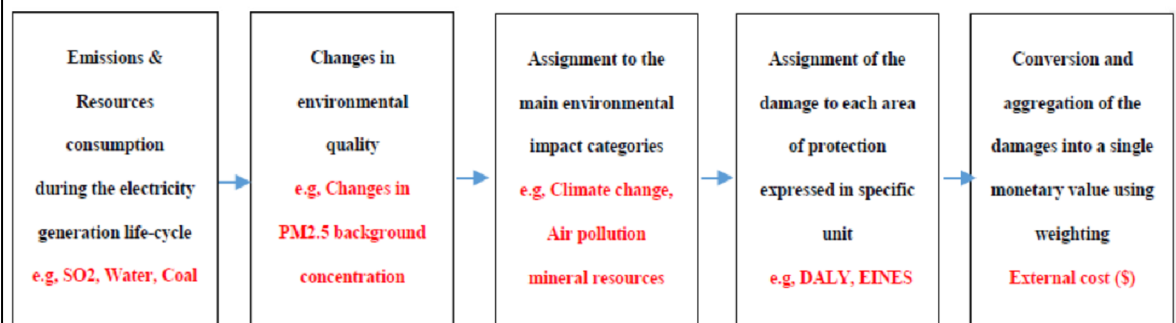 Emissions &
Resources
consumption
during the electricity
generation life-cycle
e.g, SO2, Water, Coal
Changes in
environmental
quality
e.g, Changes in
PM2.5 background
concentration
Assignment to the
main environmental
impact categories
e.g, Climate change,
Air pollution
mineral resources
Assignment of the
damage to each area
of protection
expressed in specific
unit
e.g, DALY, EINES
Conversion and
aggregation of the
damages into a single
monetary value using
weighting
External cost ($)